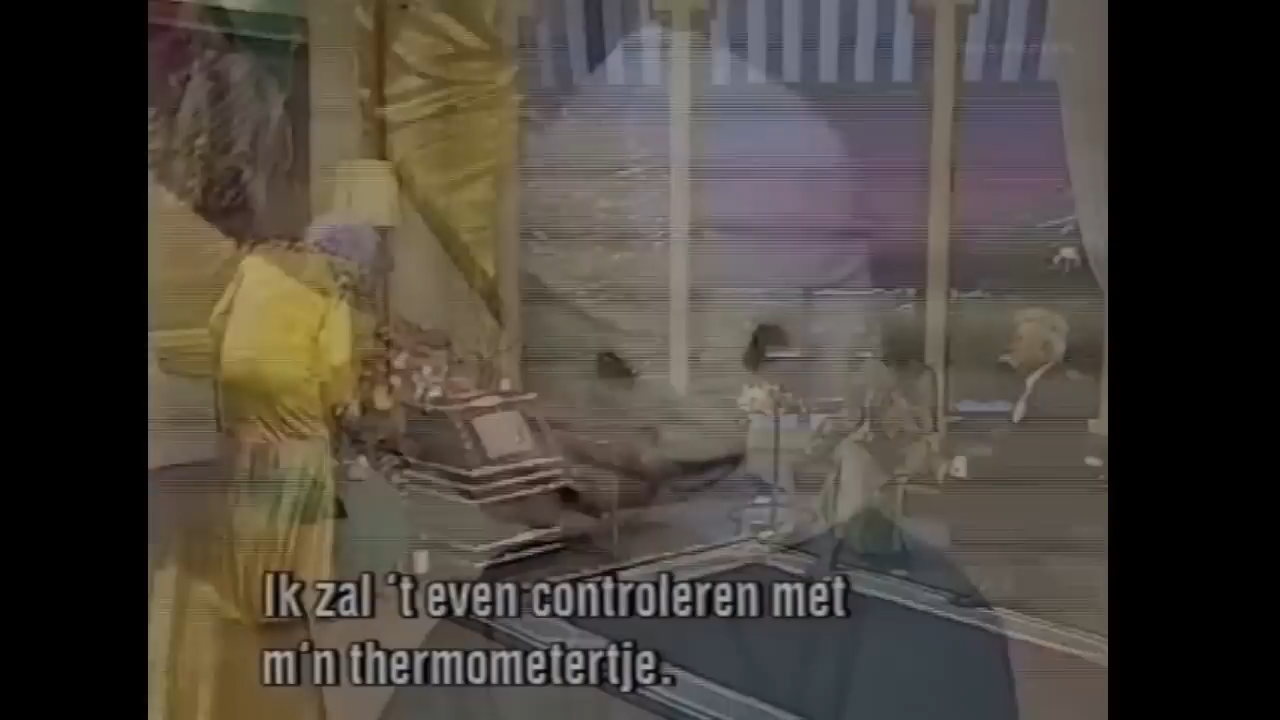 Ik zal ‘t even controleren met
m‘n thermometertje.